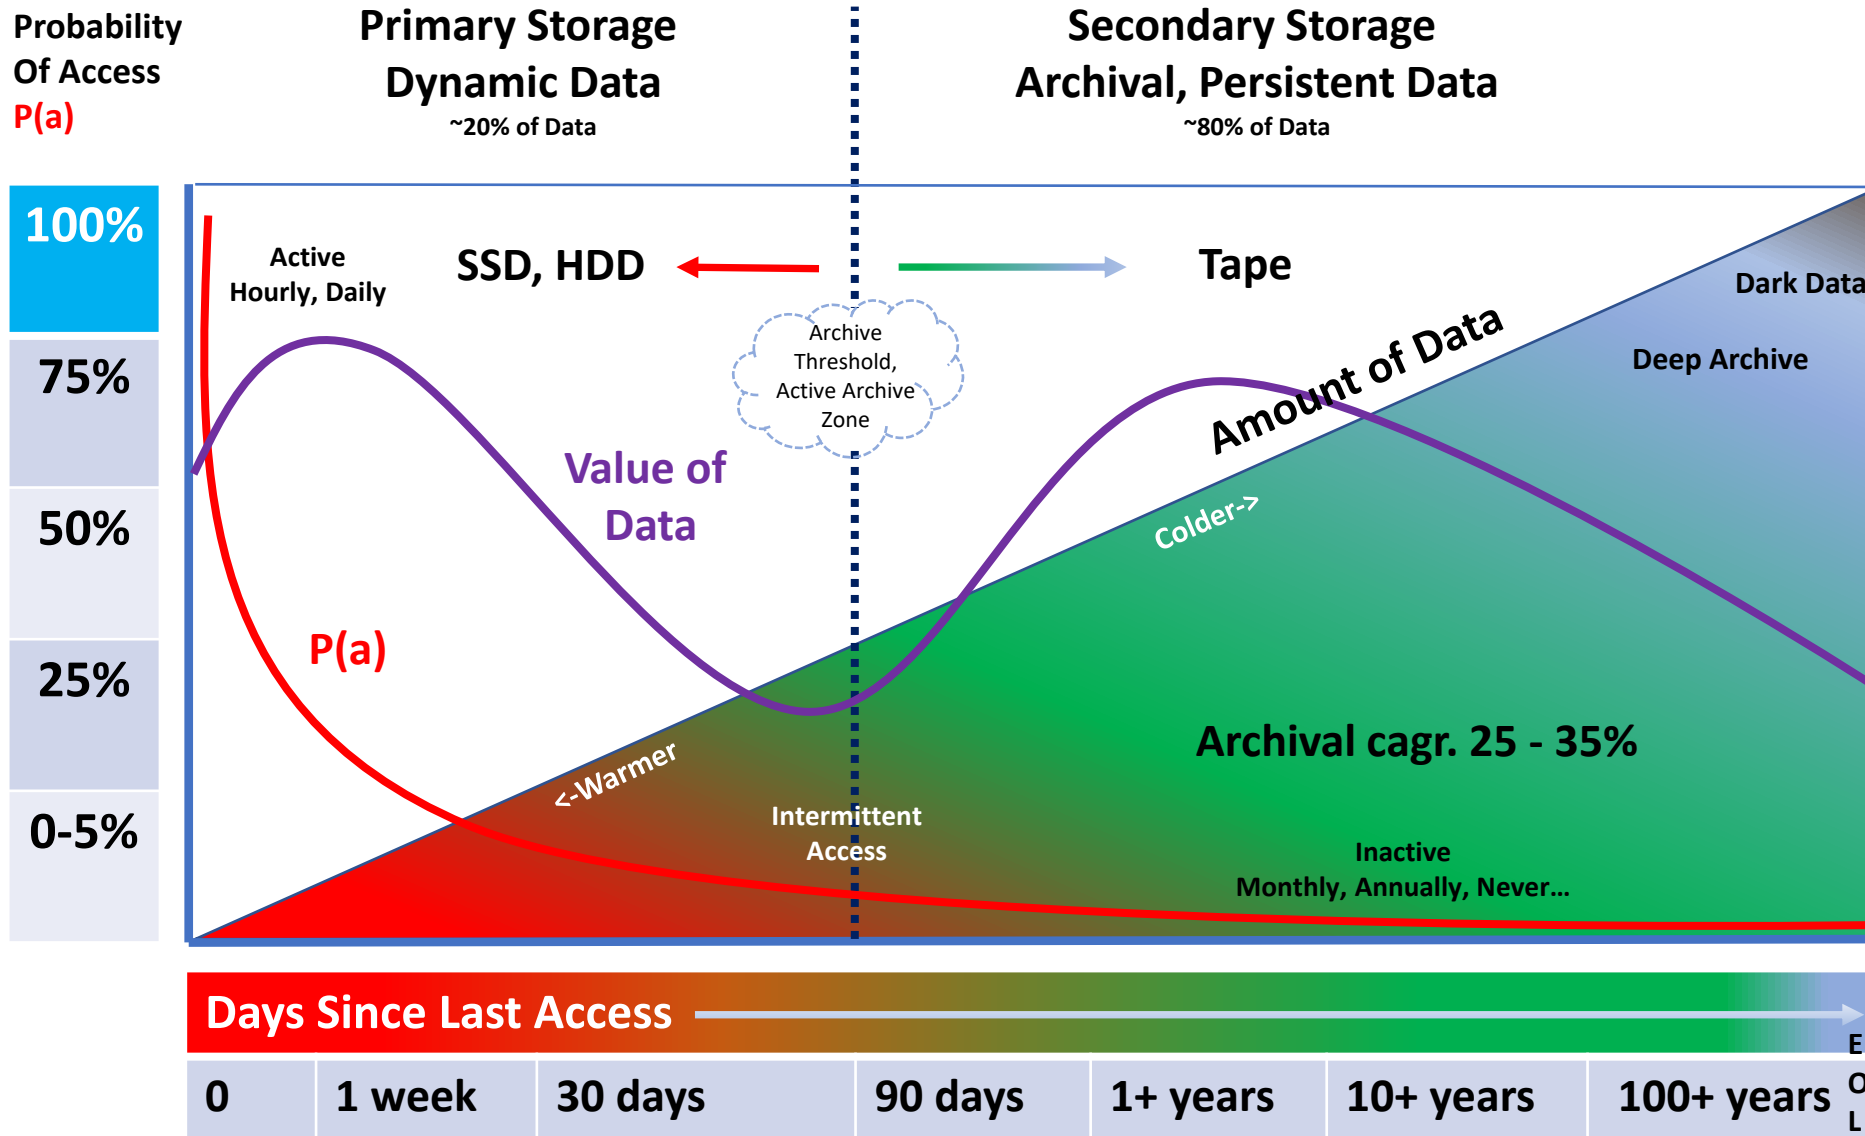 Probability
Of Access
P(a)
Primary Storage
Dynamic Data
~20% of Data
Secondary Storage
Archival, Persistent Data
~80% of Data
100%
75%
50%
25%
0-5%
Active
Hourly, Daily
SSD, HDD
Tape
Archive
Threshold,
Active Archive
Zone
Amount of Data
Dark Data
Deep Archive
Value of
Data
Colder->
P(a)
<-Warmer
Archival cagr. 25 - 35%
Intermittent
Access
Inactive
Monthly, Annually, Never...
Days Since Last Access
0
1 week
30 days
90 days
1+ years
10+ years
100+ years
E
O
L